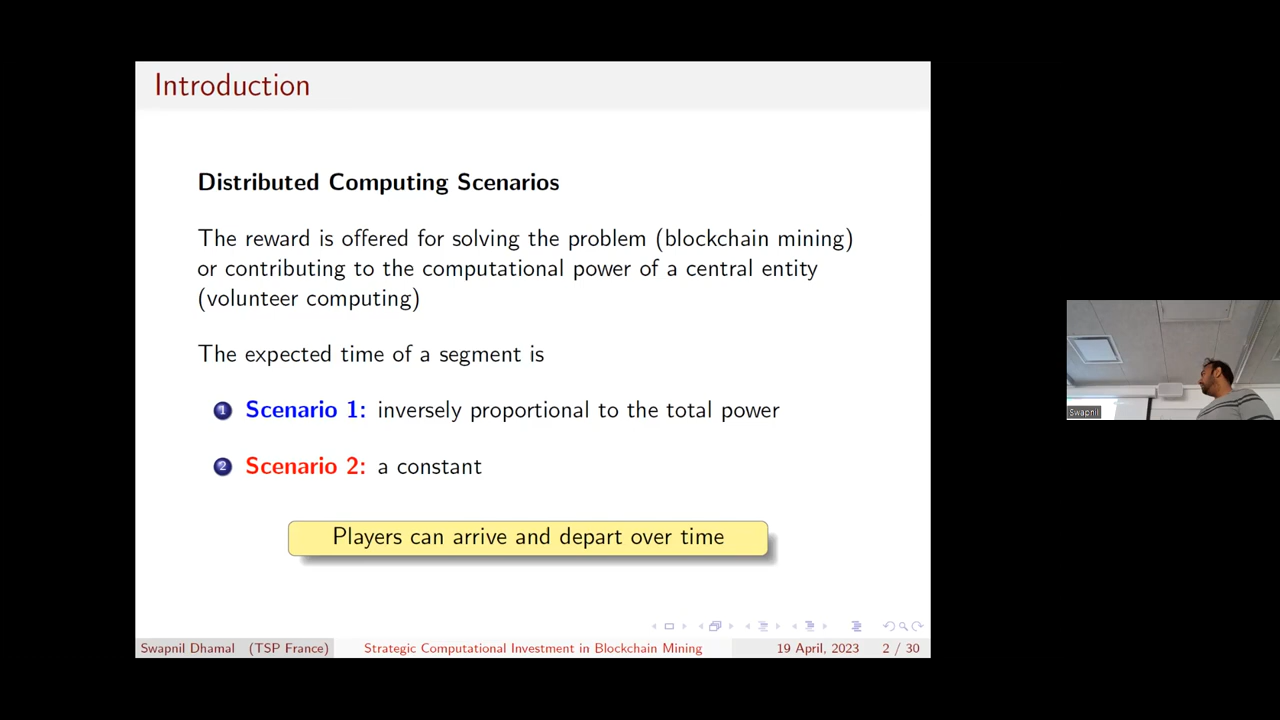 Introduction
Distributed Computing Scenarios
The reward is offered for solving the problem (blockchain mining)
or contributing to the computational power of a central entity
(volunteer computing)
The expected time of a segment is
1 Scenario 1: inversely proportional to the total power
2 Scenario 2: a constant
Players can arrive and depart over time
Swapnil Dhamal (TSP France) Strategic Computational Investment in Blockchain Mining 19 April, 2023 2 / 30
Swapnil